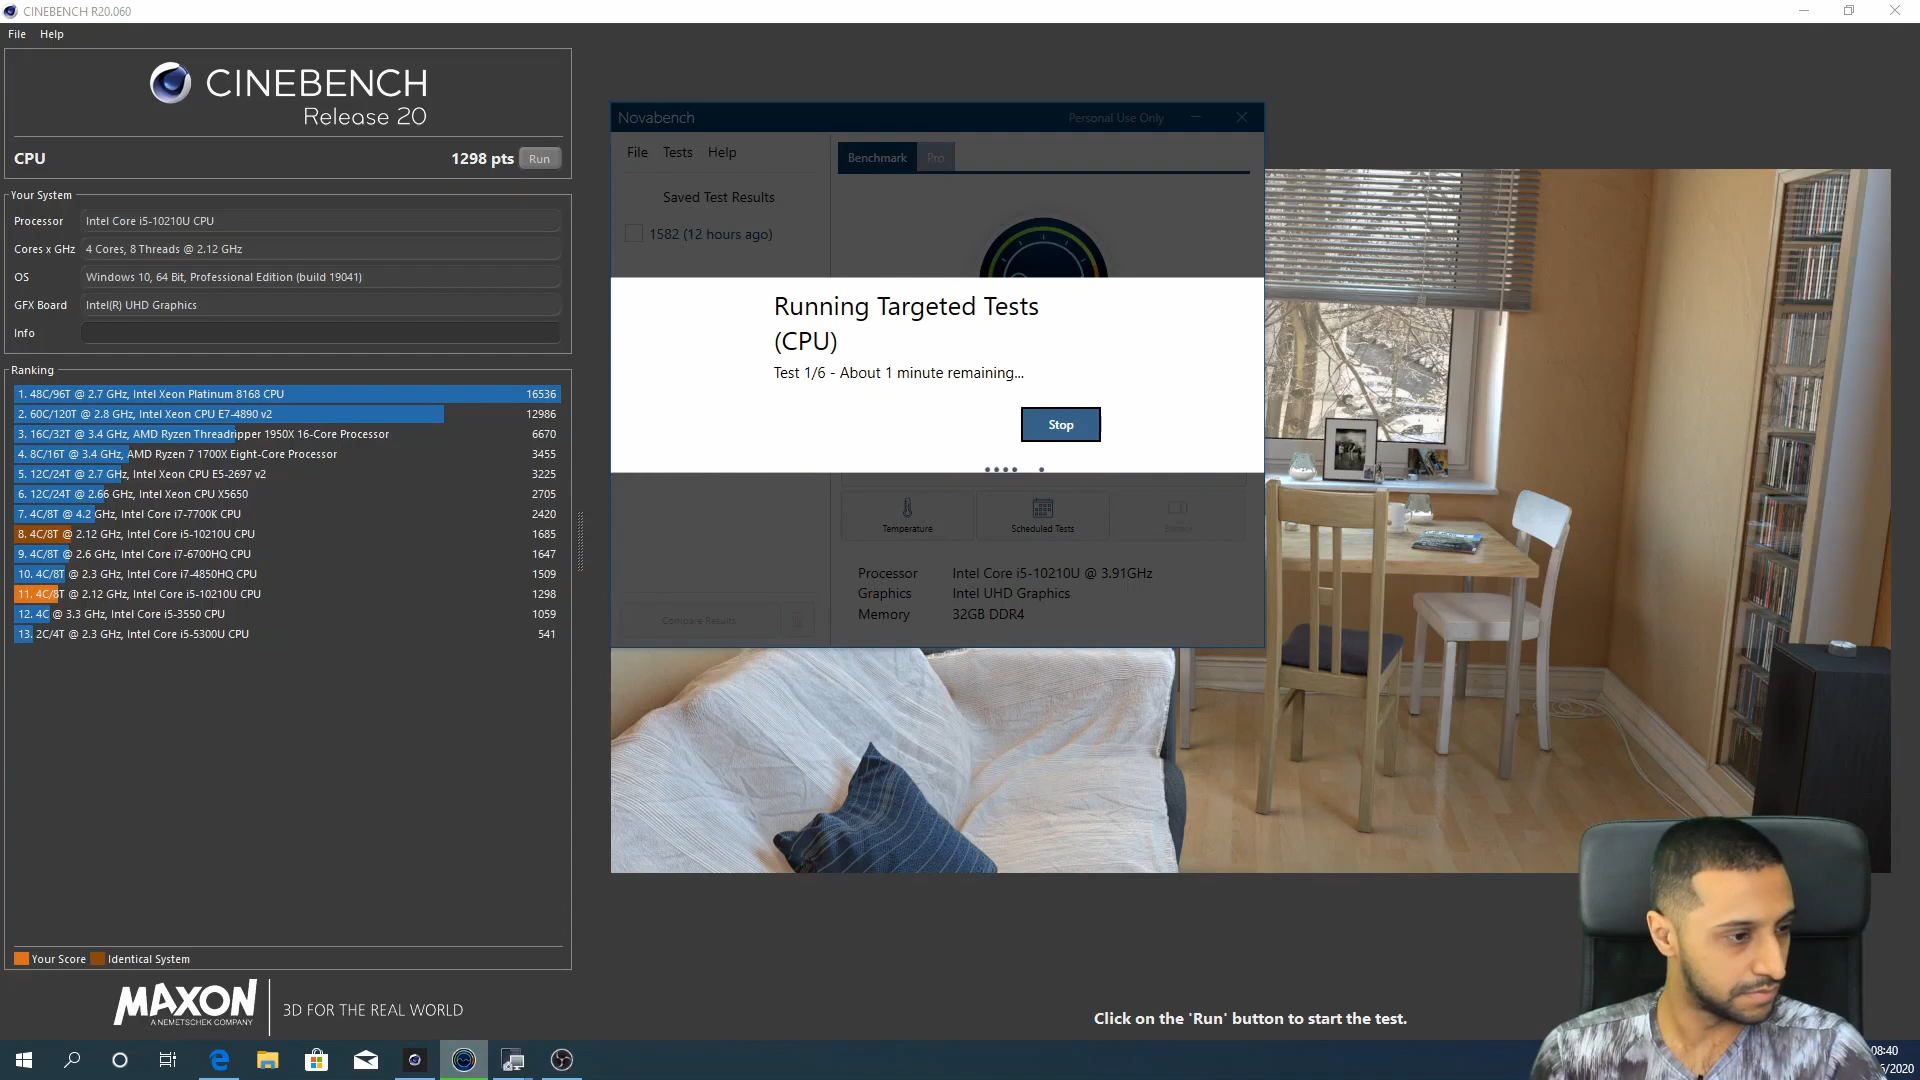 CINEBENCH R20.060
File Help
CINEBENCH
Release 20
CPU 1298 pts Run
Your System
Processor Intel Core i5-10210U CPU
Cores x GHz 4 Cores, 8 Threads @ 2.12 GHz
OS Windows 10, 64 Bit, Professional Edition (build 19041)
GFX Board Intel(R) UHD Graphics
Info
Ranking
1. 48C/96T @ 2.7 GHz, Intel Xeon Platinum 8168 CPU 16536
2. 60C/120T @ 2.8 GHz, Intel Xeon CPU E7-4890 v2 12986
3. 16C/32T @ 3.4 GHz, AMD Ryzen Threadripper 1950X 16-Core Processor 6670
4. 8C/16T @ 3.4 GHz, AMD Ryzen 7 1700X Eight-Core Processor 3455
5. 12C/24T @ 2.7 GHz, Intel Xeon CPU E5-2697 v2 3225
6. 12C/24T @ 2.66 GHz, Intel Xeon CPU X5650 2705
7. 4C/8T @ 4.2 GHz, Intel Core i7-7700K CPU 2420
8. 4C/8T @ 2.12 GHz, Intel Core i5-10210U CPU 1685
9. 4C/8T @ 2.6 GHz, Intel Core i7-6700HQ CPU 1647
10. 4C/8T @ 2.3 GHz, Intel Core i7-4850HQ CPU 1509
11. 4C/8T @ 2.12 GHz, Intel Core i5-10210U CPU 1298
12. 4C @ 3.3 GHz, Intel Core i5-3550 CPU 1059
13. 2C/4T @ 2.3 GHz, Intel Core i5-5300U CPU 541
Your Score Identical System
MAXON
A NEMETSCHEK COMPANY
3D FOR THE REAL WORLD
Novabench Personal Use Only
File Tests Help
Benchmark Pro
Saved Test Results
1582 (12 hours ago)
Running Targeted Tests
(CPU)
Test 1/6 - About 1 minute remaining...
Stop
Temperature Scheduled Tests
Compare Results
Processor Intel Core i5-10210U @ 3.91GHz
Graphics Intel UHD Graphics
Memory 32GB DDR4
Click on the 'Run' button to start the test.
08:40
/2020